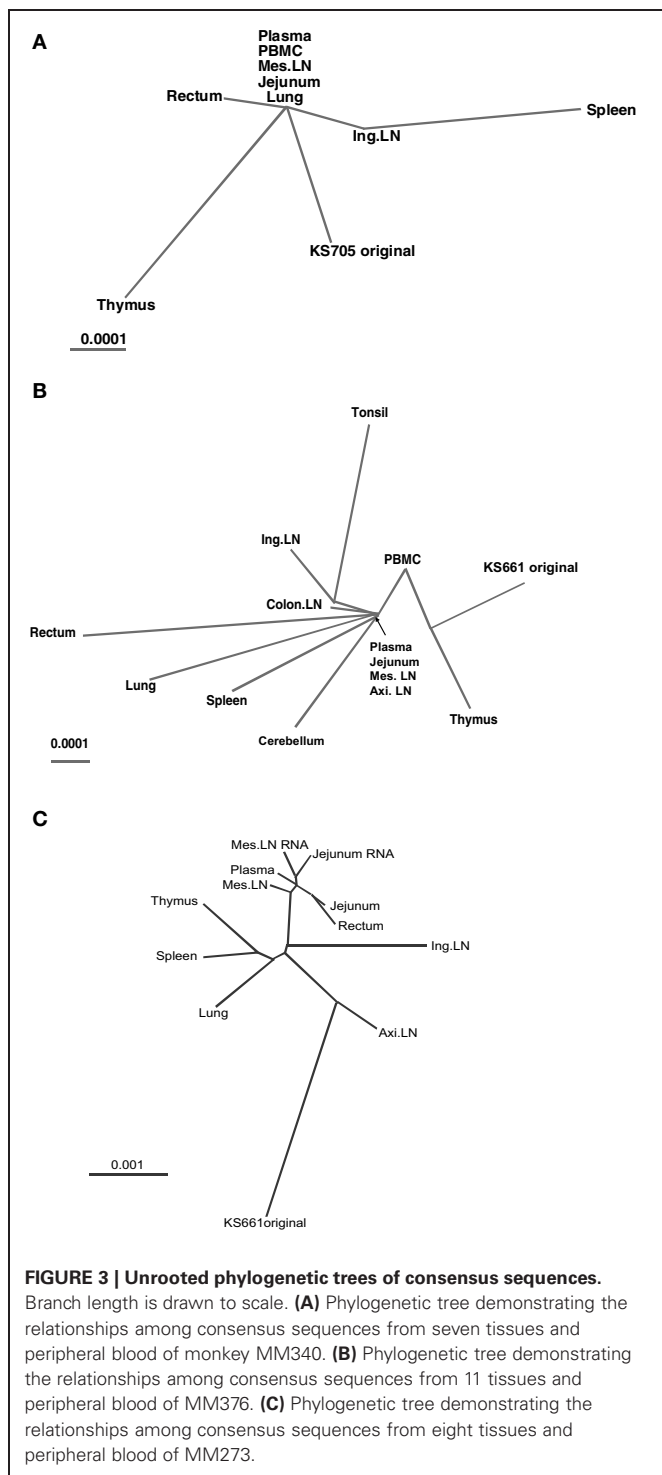 A
Plasma
PBMC
Mes.LN
Jejunum
Rectum
Lung
Spleen
Ing.LN
KS705 original
Thymus
0.0001
B
Tonsil
Ing.LN
PBMC
KS661 original
Colon.LN
Rectum
Plasma
Jejunum
Mes. LN
Axi. LN
Lung
Spleen
Thymus
Cerebellum
0.0001
C
Mes.LN RNA
Jejunum RNA
Plasma
Mes.LN
Thymus
Jejunum
Rectum
Ing.LN
Spleen
Lung
Axi.LN
0.001
KS661original
FIGURE 3 | Unrooted phylogenetic trees of consensus sequences.
Branch length is drawn to scale. (A) Phylogenetic tree demonstrating the
relationships among consensus sequences from seven tissues and
peripheral blood of monkey MM340. (B) Phylogenetic tree demonstrating
the relationships among consensus sequences from 11 tissues and
peripheral blood of MM376. (C) Phylogenetic tree demonstrating the
relationships among consensus sequences from eight tissues and
peripheral blood of MM273.